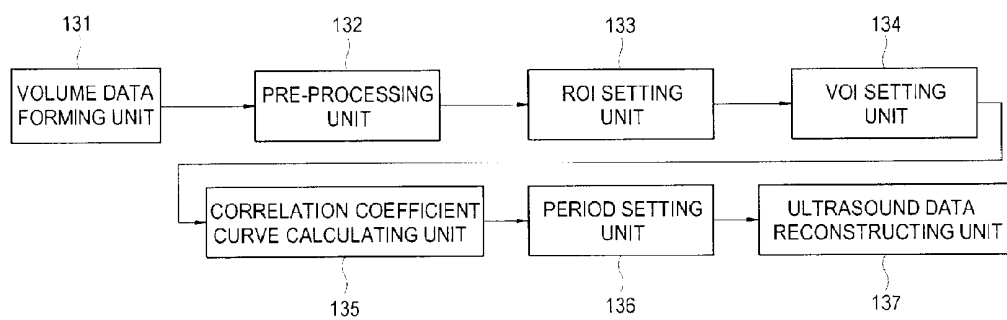 131
132
133
134
VOLUME DATA
FORMING UNIT
PRE-PROCESSING
UNIT
ROI SETTING
UNIT
VOI SETTING
UNIT
CORRELATION COEFFICIENT
CURVE CALCULATING UNIT
PERIOD SETTING
UNIT
ULTRASOUND DATA
RECONSTRUCTING UNIT
135
136
137